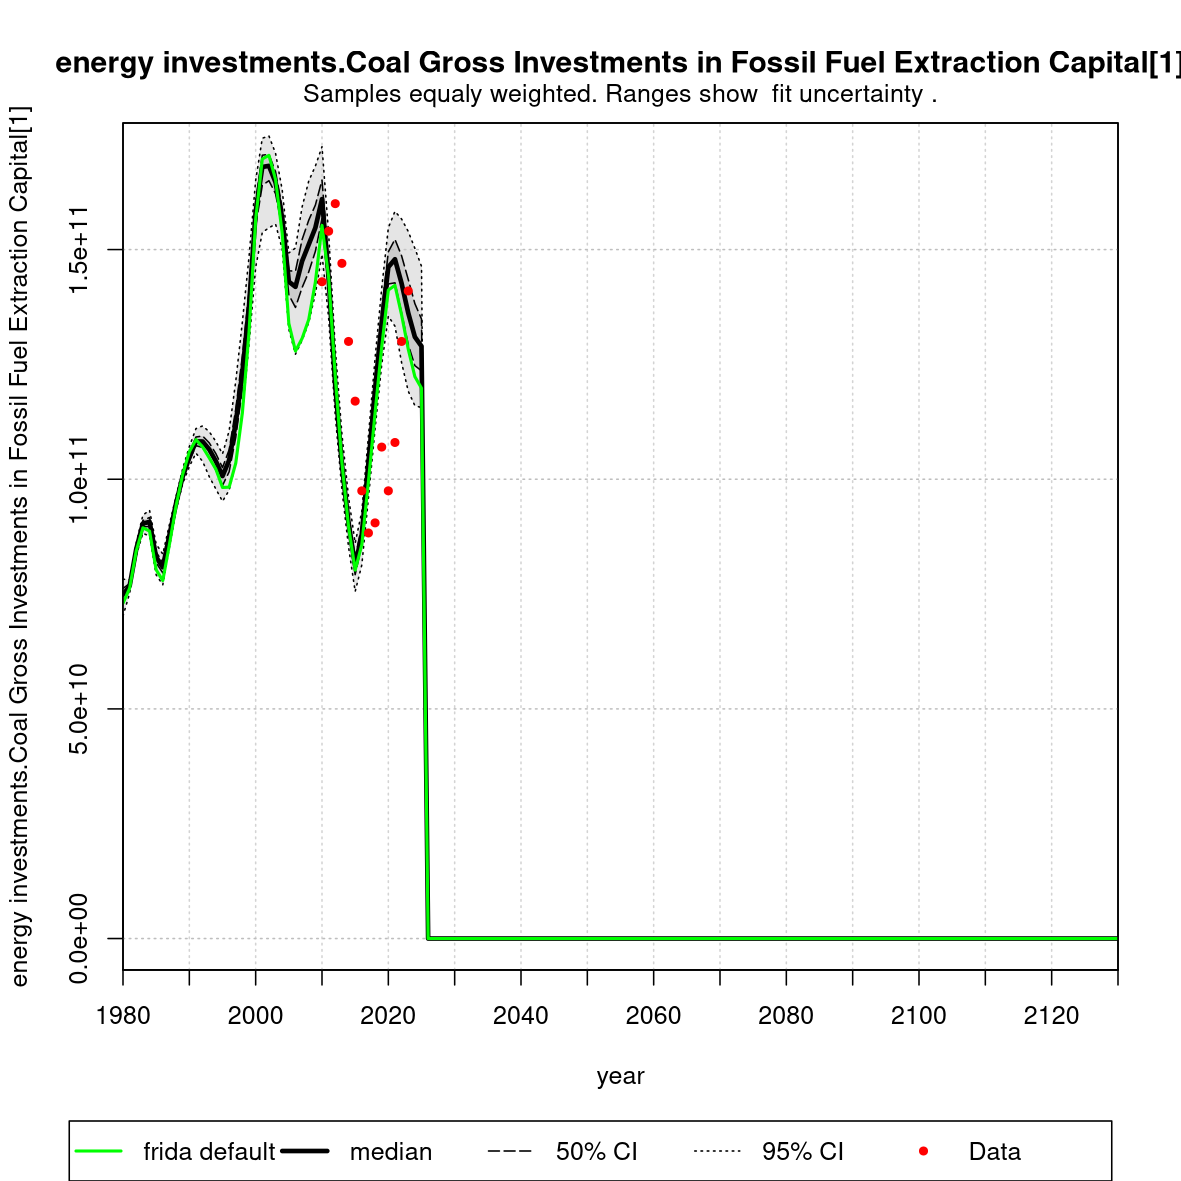 energy investments.Coal Gross Investments in Fossil Fuel Extraction Capital[1]
Samples equaly weighted. Ranges show  fit uncertainty .
energy investments.Coal Gross Investments in Fossil Fuel Extraction Capital[1]
1.5e+11
1.0e+11
5.0e+10
0.0e+00
1980 2000 2020 2040 2060 2080 2100 2120
year
frida default median 50% CI 95% CI Data